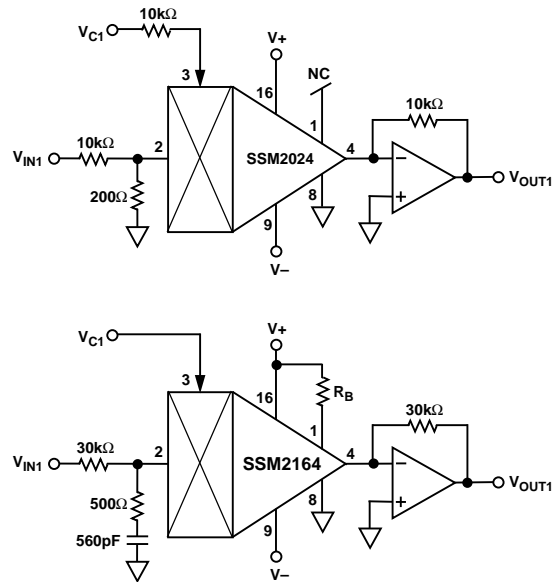 10kΩ
VC1
V+
NC
3
16
1
10kΩ
10kΩ
VIN1
2
SSM2024
4
VOUT1
200Ω
8
9
V–
VC1
V+
3
16
RB
1
30kΩ
30kΩ
VIN1
2
SSM2164
4
VOUT1
500Ω
8
560pF
9
V–
−
+
−
+